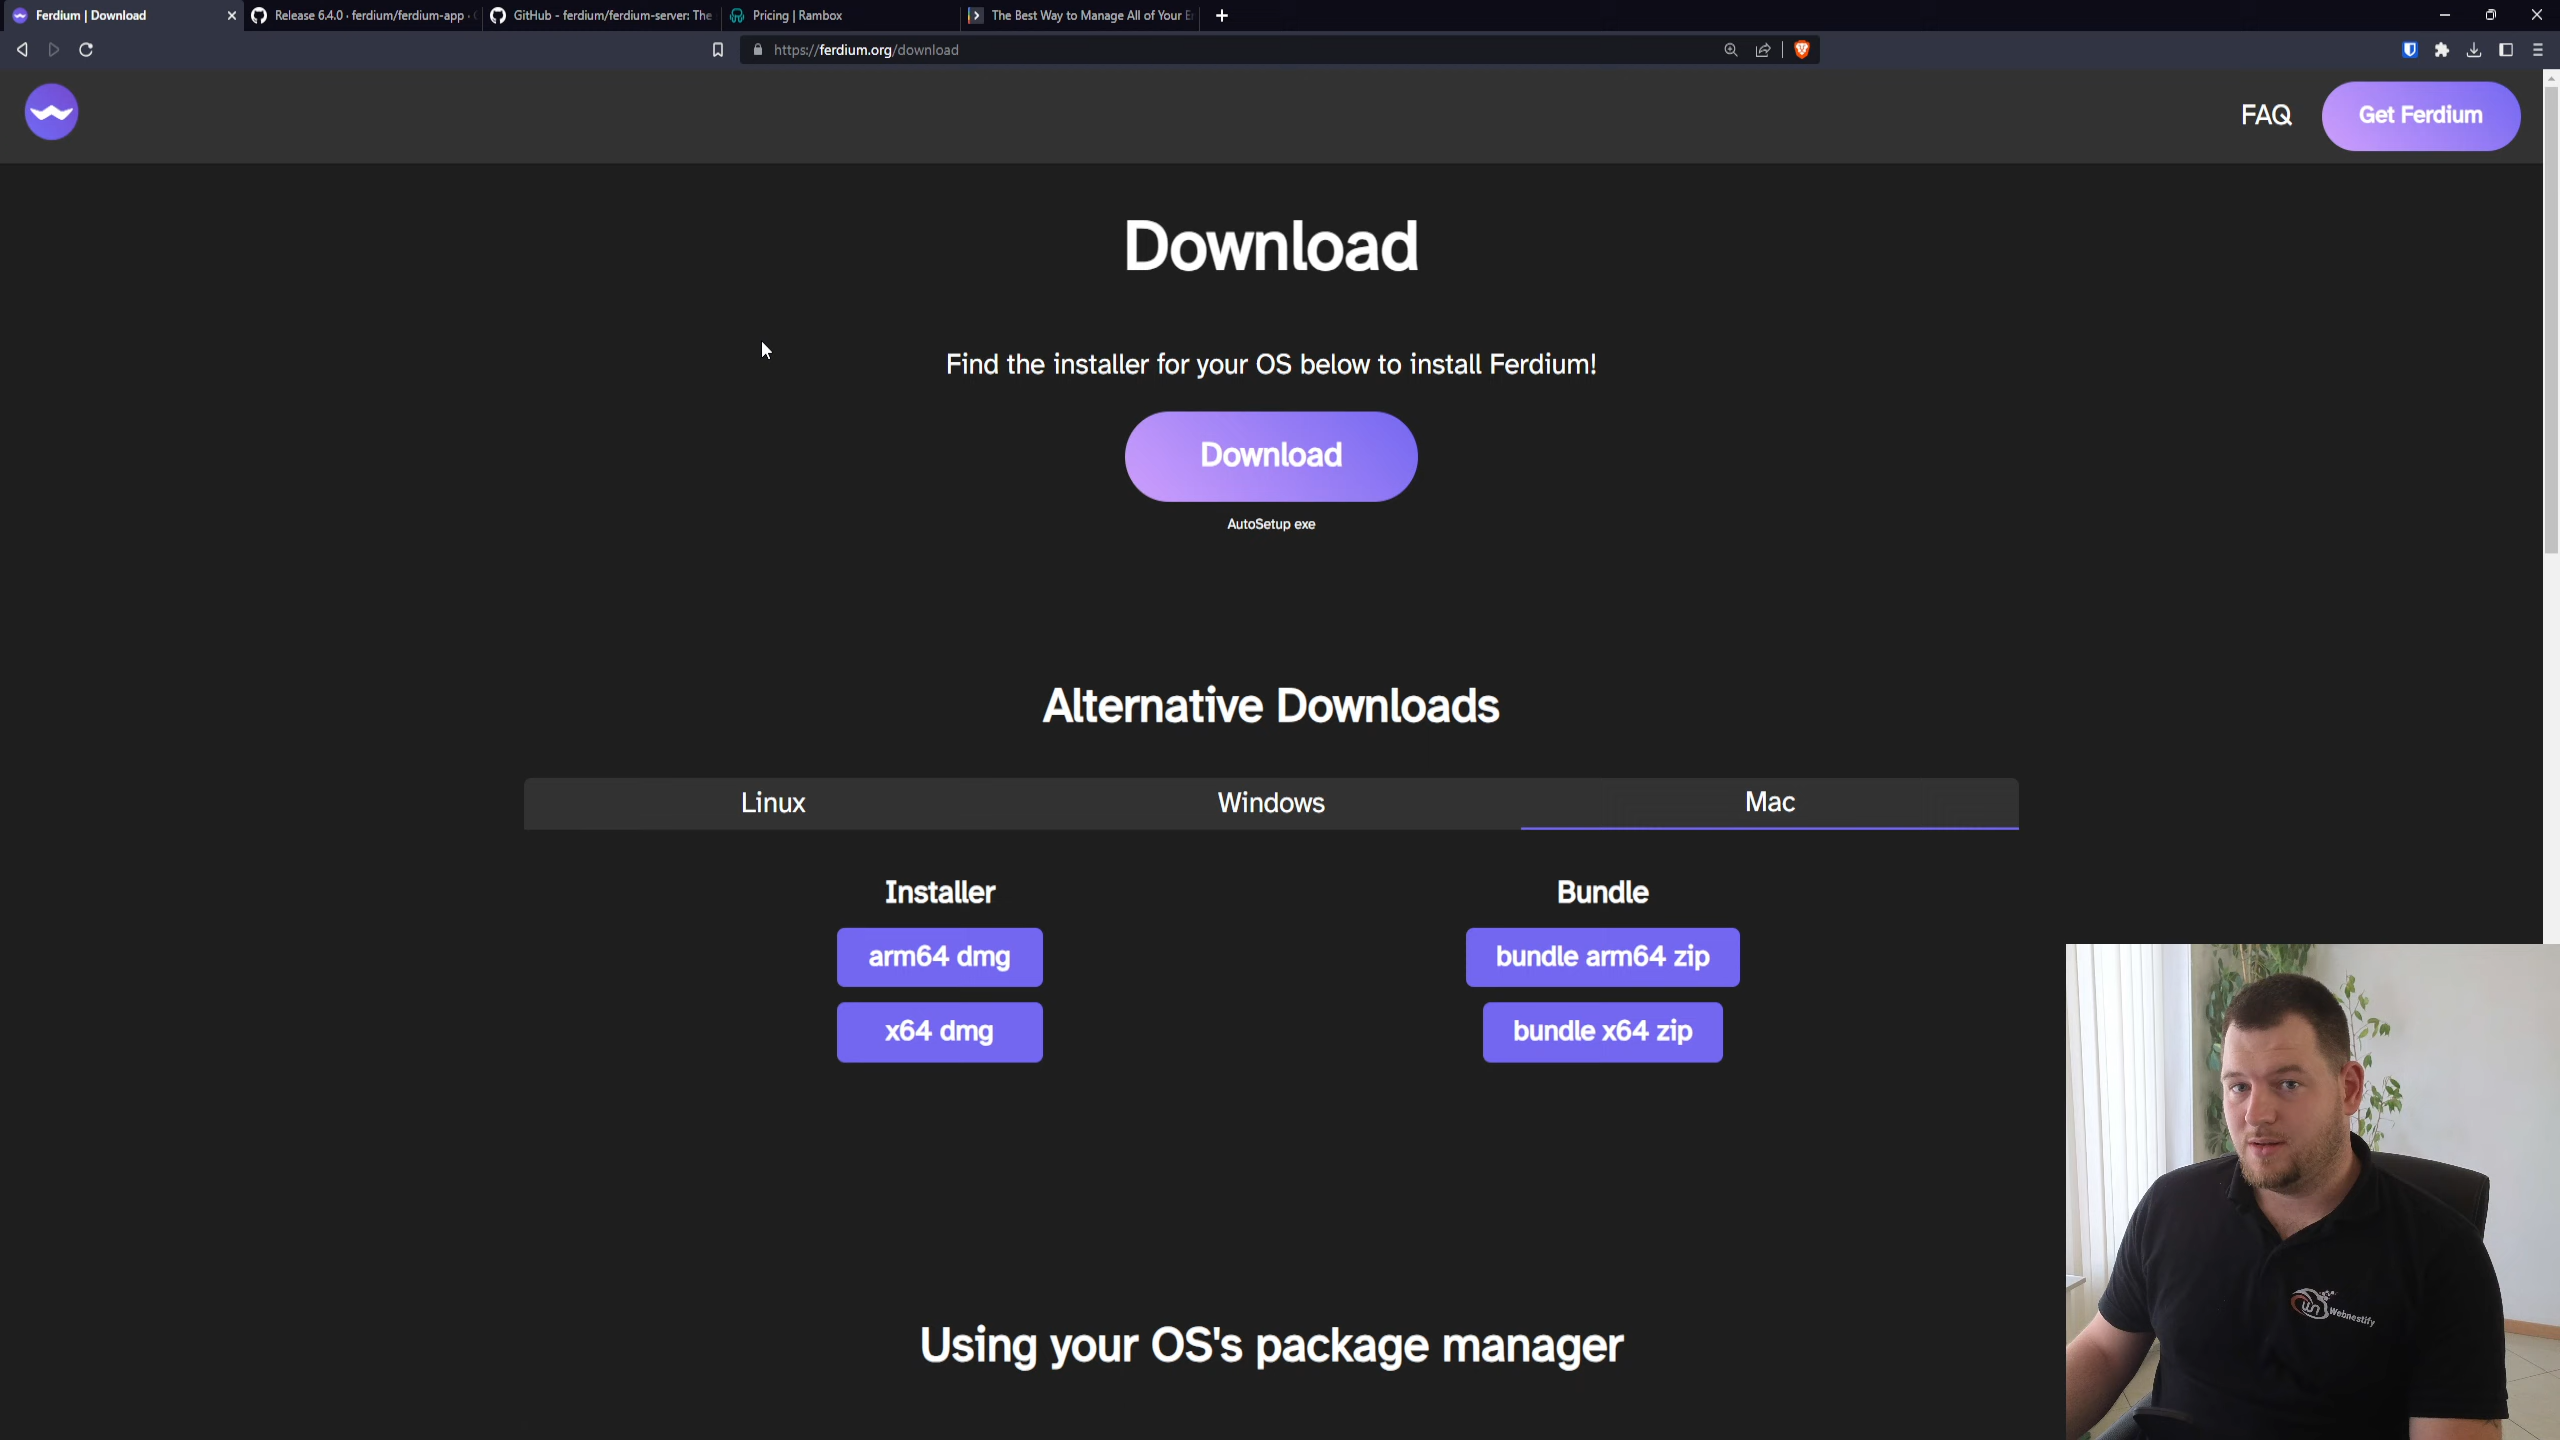 Ferdium | Download
Release 6.4.0 · ferdium/ferdium-app ·
GitHub - ferdium/ferdium-server: The
Pricing | Rambox
The Best Way to Manage All of Your E
https://ferdium.org/download
FAQ
Get Ferdium
Download
Find the installer for your OS below to install Ferdium!
Download
AutoSetup exe
Alternative Downloads
Linux
Windows
Mac
Installer
Bundle
arm64 dmg
bundle arm64 zip
x64 dmg
bundle x64 zip
Webnestify
Using your OS's package manager